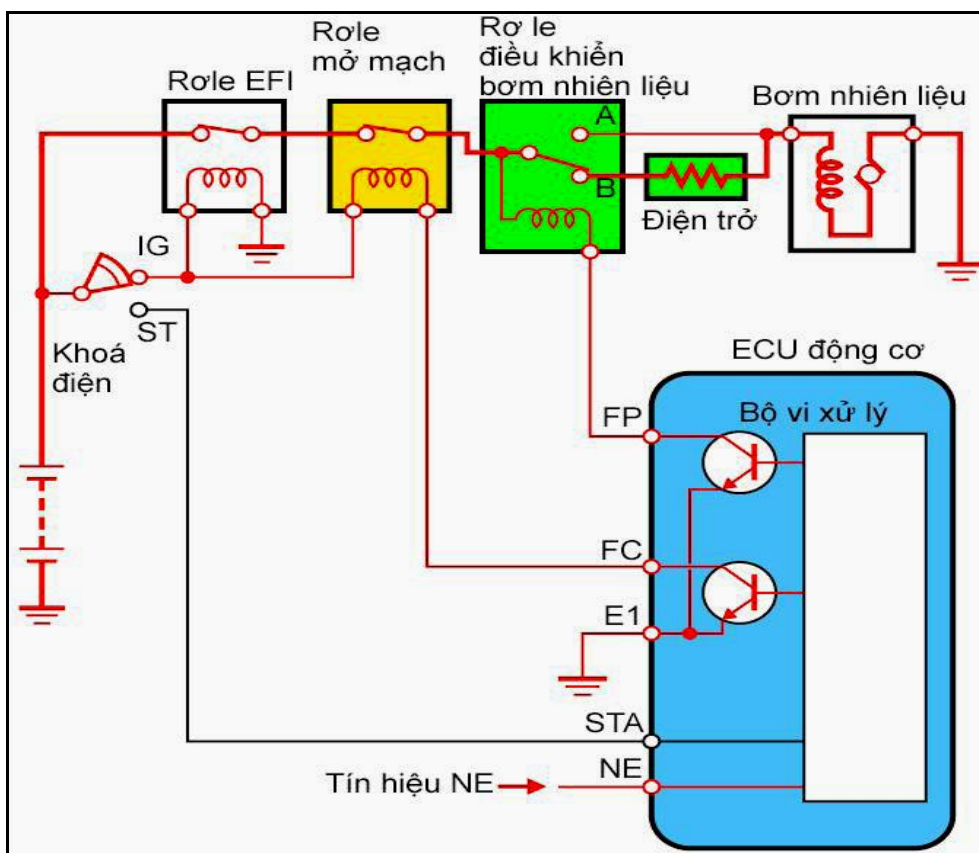 Rơle EFI
Rơle
mở mạch
Rơ le
điều khiển
bơm nhiên liệu
Bơm nhiên liệu
A
B
Điện trở
IG
ST
Khoá
điện
ECU động cơ
Bộ vi xử lý
FP
FC
E1
STA
NE
Tín hiệu NE